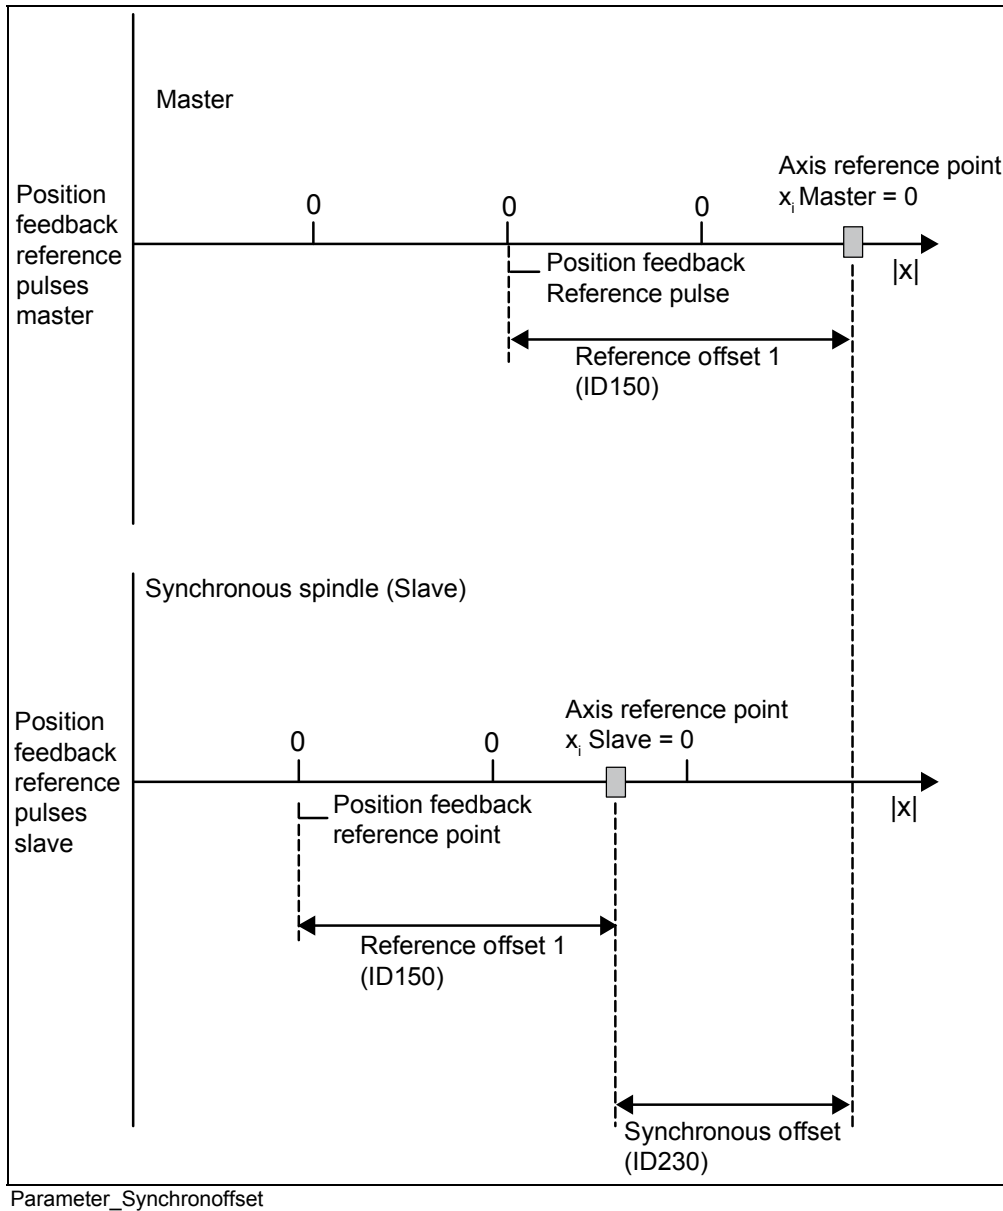 Master
Position
feedback
reference
pulses
master
0
0
0
Axis reference point
xi Master = 0
|x|
Position feedback
Reference pulse
Reference offset 1
(ID150)
Synchronous spindle (Slave)
Position
feedback
reference
pulses
slave
0
0
Axis reference point
xi Slave = 0
|x|
Position feedback
reference point
Reference offset 1
(ID150)
Synchronous offset
(ID230)
Parameter_Synchronoffset